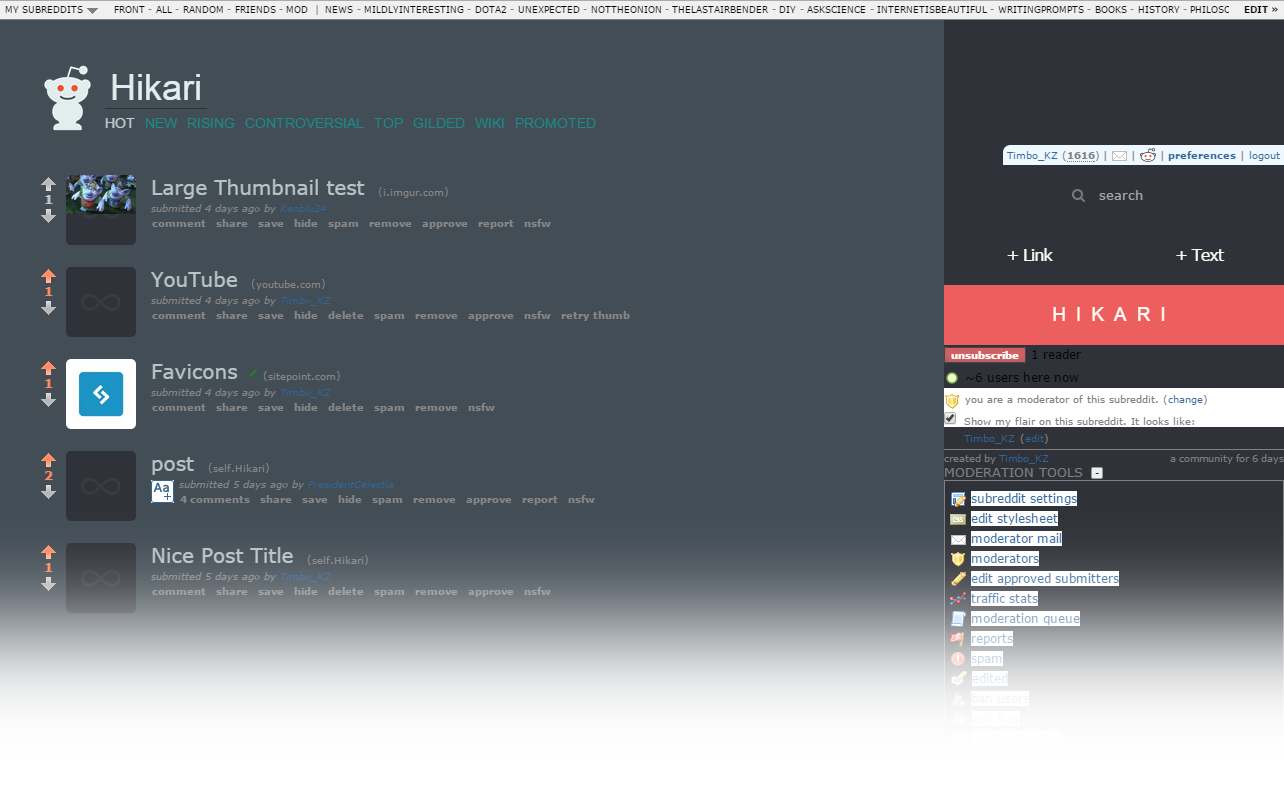 MY SUBREDDITS FRONT - ALL - RANDOM - FRIENDS - MOD | NEWS - MILDLYINTERESTING - DOTA2 - UNEXPECTED - NOTTHEONION - THELASTAIRBENDER - DIY - ASKSCIENCE - INTERNETISBEAUTIFUL - WRITINGPROMPTS - BOOKS - HISTORY - PHILOSC EDIT »
Hikari
HOT NEW RISING CONTROVERSIAL TOP GILDED WIKI PROMOTED
1
Large Thumbnail test (i.imgur.com)
submitted 4 days ago by
comment share save hide spam remove approve report nsfw
1
YouTube (youtube.com)
submitted 4 days ago by Timbo_KZ
comment share save hide delete spam remove approve nsfw retry thumb
1
Favicons ✔ (sitepoint.com)
submitted 4 days ago by Timbo_KZ
comment share save hide delete spam remove nsfw
2
post (self.Hikari)
Aa+
submitted 5 days ago by PresidentCelestia
4 comments share save hide spam remove approve report nsfw
1
Nice Post Title (self.Hikari)
submitted 5 days ago by Timbo_KZ
comment share save hide delete spam remove approve nsfw
Timbo_KZ (1616) | | | preferences | logout
search
+ Link + Text
HIKARI
unsubscribe 1 reader
~6 users here now
you are a moderator of this subreddit. (change)
Show my flair on this subreddit. It looks like:
Timbo_KZ (edit)
created by Timbo_KZ a community for 6 days
MODERATION TOOLS -
subreddit settings
css edit stylesheet
moderator mail
moderators
edit approved submitters
traffic stats
moderation queue
reports
spam
edited
ban users